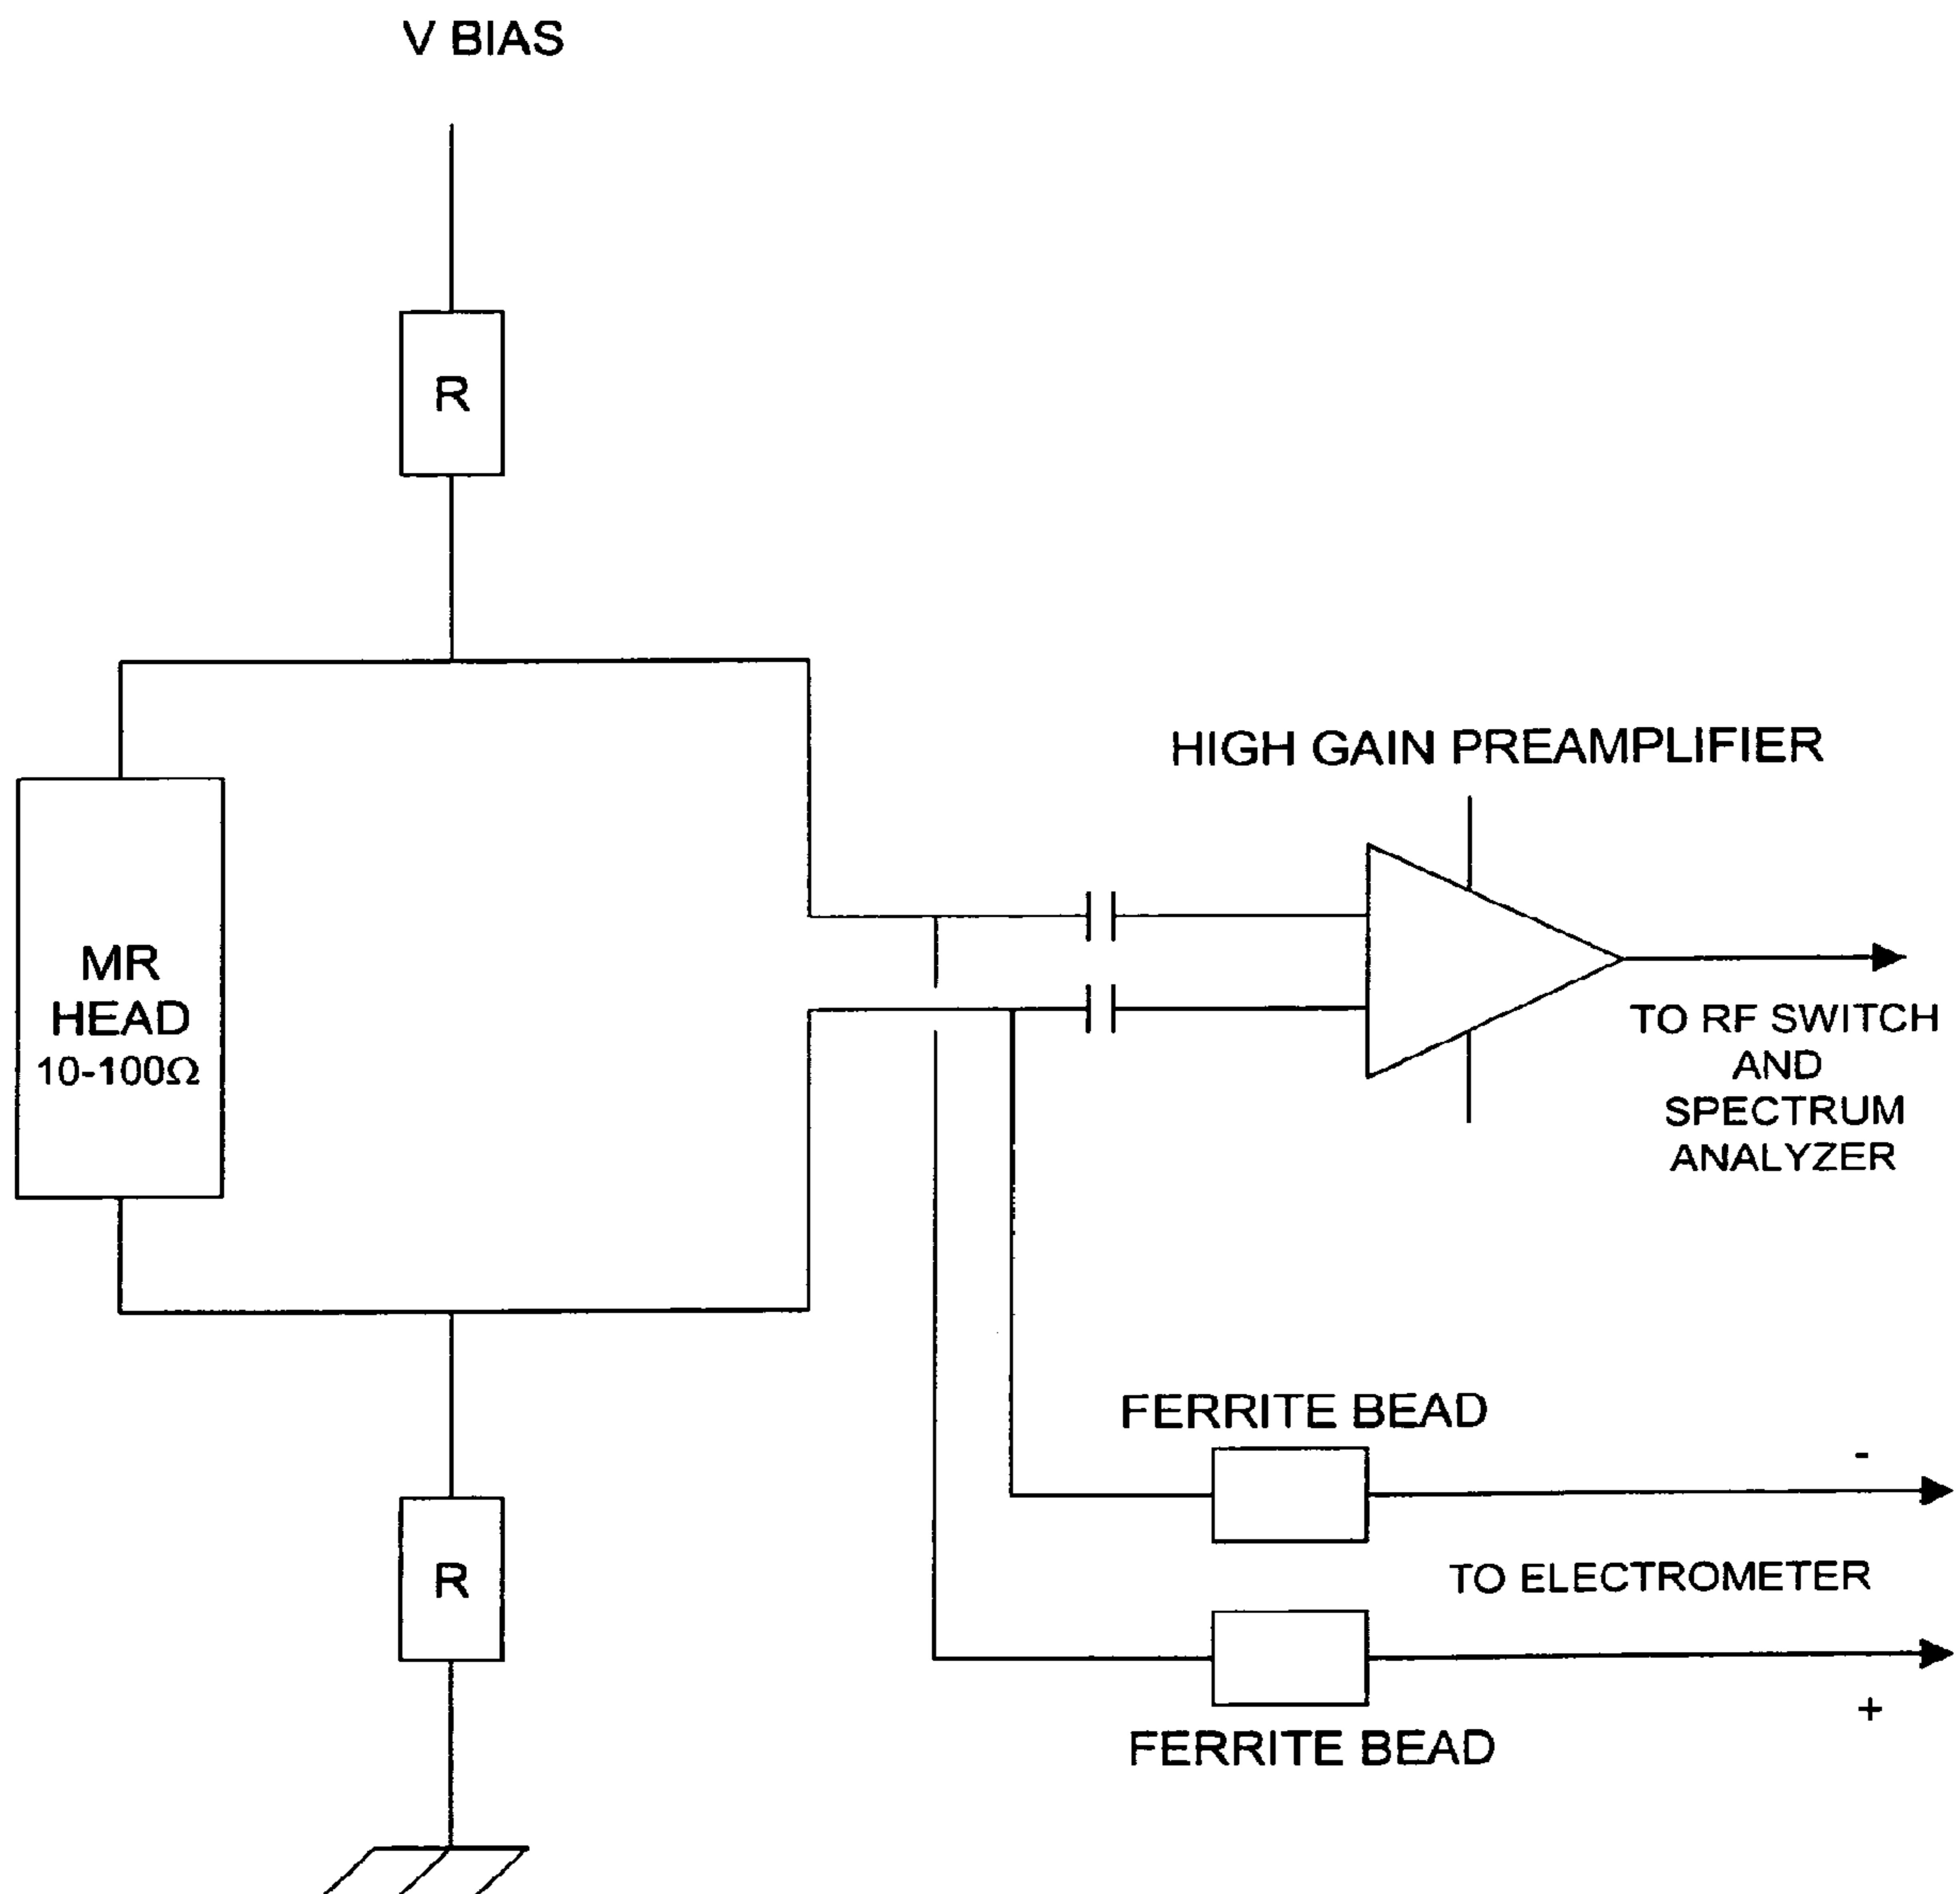 V BIAS
R
HIGH GAIN PREAMPLIFIER
MR
HEAD
10-100Ω
TO RF SWITCH
AND
SPECTRUM
ANALYZER
FERRITE BEAD
-
R
TO ELECTROMETER
+
FERRITE BEAD